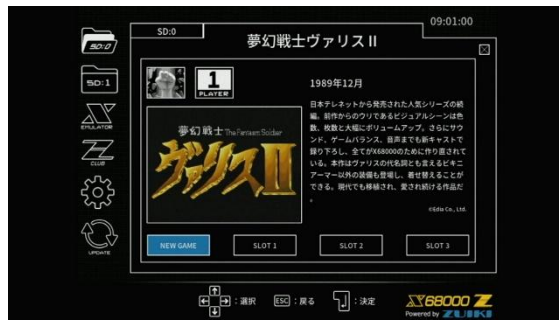 09:01:00
SD:0
夢幻戦士ヴァリスⅡ
SD:0
SD:1
EMULATOR
Z
CLUB
UPDATE
1
PLAYER
1989年12月
日本テレネットから発売された人気シリーズの続
編。前作からのウリであるビジュアルシーンは色
数、枚数と大幅にボリュームアップ。さらにサウ
ンド、ゲームバランス、音声までも新キャストで
録り下ろし、全てがX68000のために作り直されて
いる。本作はヴァリスの代名詞とも言えるビキニ
アーマー以外の装備も登場し、着せ替えることが
できる。現代でも移植され、愛され続ける作品だ
。
©Edia Co., Ltd.
夢幻戦士 The Fantasm Soldier
ヴァリスⅡ
NEW GAME
SLOT 1
SLOT 2
SLOT 3
：選択
ESC
：戻る
：決定
X68000 Z
Powered by ZUIKI